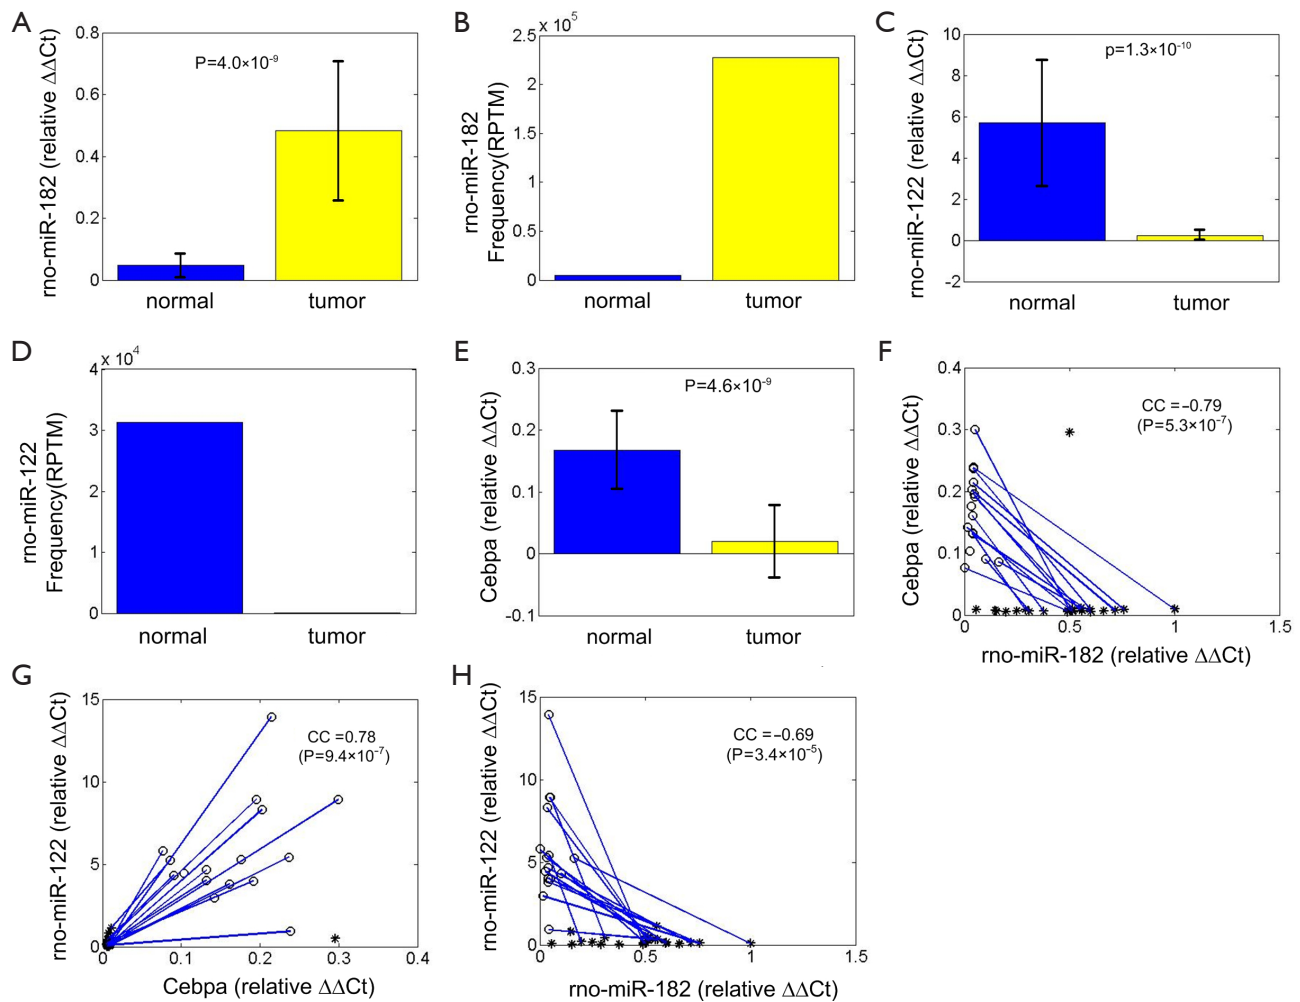 A
rno-miR-182 (relative ΔΔCt)
0.8
0.6
0.4
0.2
0
P=4.0×10⁻⁹
normal
tumor
B
rno-miR-182
Frequency(RPTM)
x 10⁵
2.5
2
1.5
1
0.5
0
normal
tumor
C
rno-miR-122 (relative ΔΔCt)
10
8
6
4
2
0
-2
p=1.3×10⁻¹⁰
normal
tumor
D
rno-miR-122
Frequency(RPTM)
x 10⁴
4
3
2
1
0
normal
tumor
E
Cebpa (relative ΔΔCt)
0.3
0.2
0.1
0
-0.1
P=4.6×10⁻⁹
normal
tumor
F
Cebpa (relative ΔΔCt)
0.4
0.3
0.2
0.1
0
CC =−0.79
(P=5.3×10⁻⁷)
0
0.5
1
1.5
rno-miR-182 (relative ΔΔCt)
G
rno-miR-122 (relative ΔΔCt)
15
10
5
0
CC =0.78
(P=9.4×10⁻⁷)
0
0.1
0.2
0.3
0.4
Cebpa (relative ΔΔCt)
H
rno-miR-122 (relative ΔΔCt)
15
10
5
0
CC =−0.69
(P=3.4×10⁻⁵)
0
0.5
1
1.5
rno-miR-182 (relative ΔΔCt)